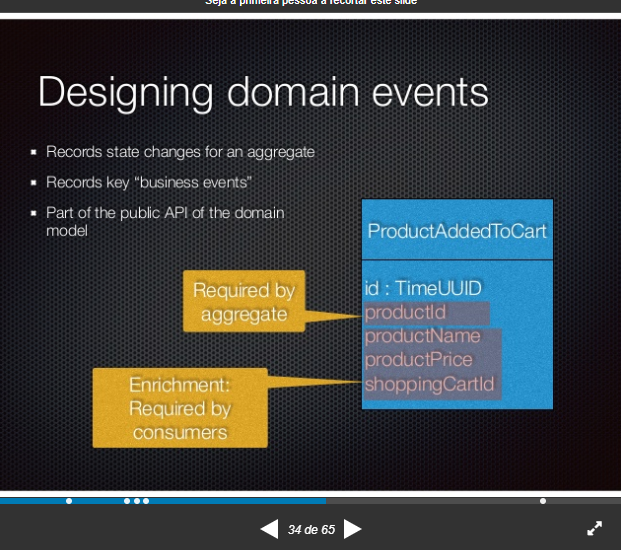 Seja a primeira pessoa a recortar este slide
Designing domain events
Records state changes for an aggregate
Records key “business events”
Part of the public API of the domain
model
ProductAddedToCart
id : TimeUUID
productId
productName
productPrice
shoppingCartId
Required by
aggregate
Enrichment:
Required by
consumers
34 de 65